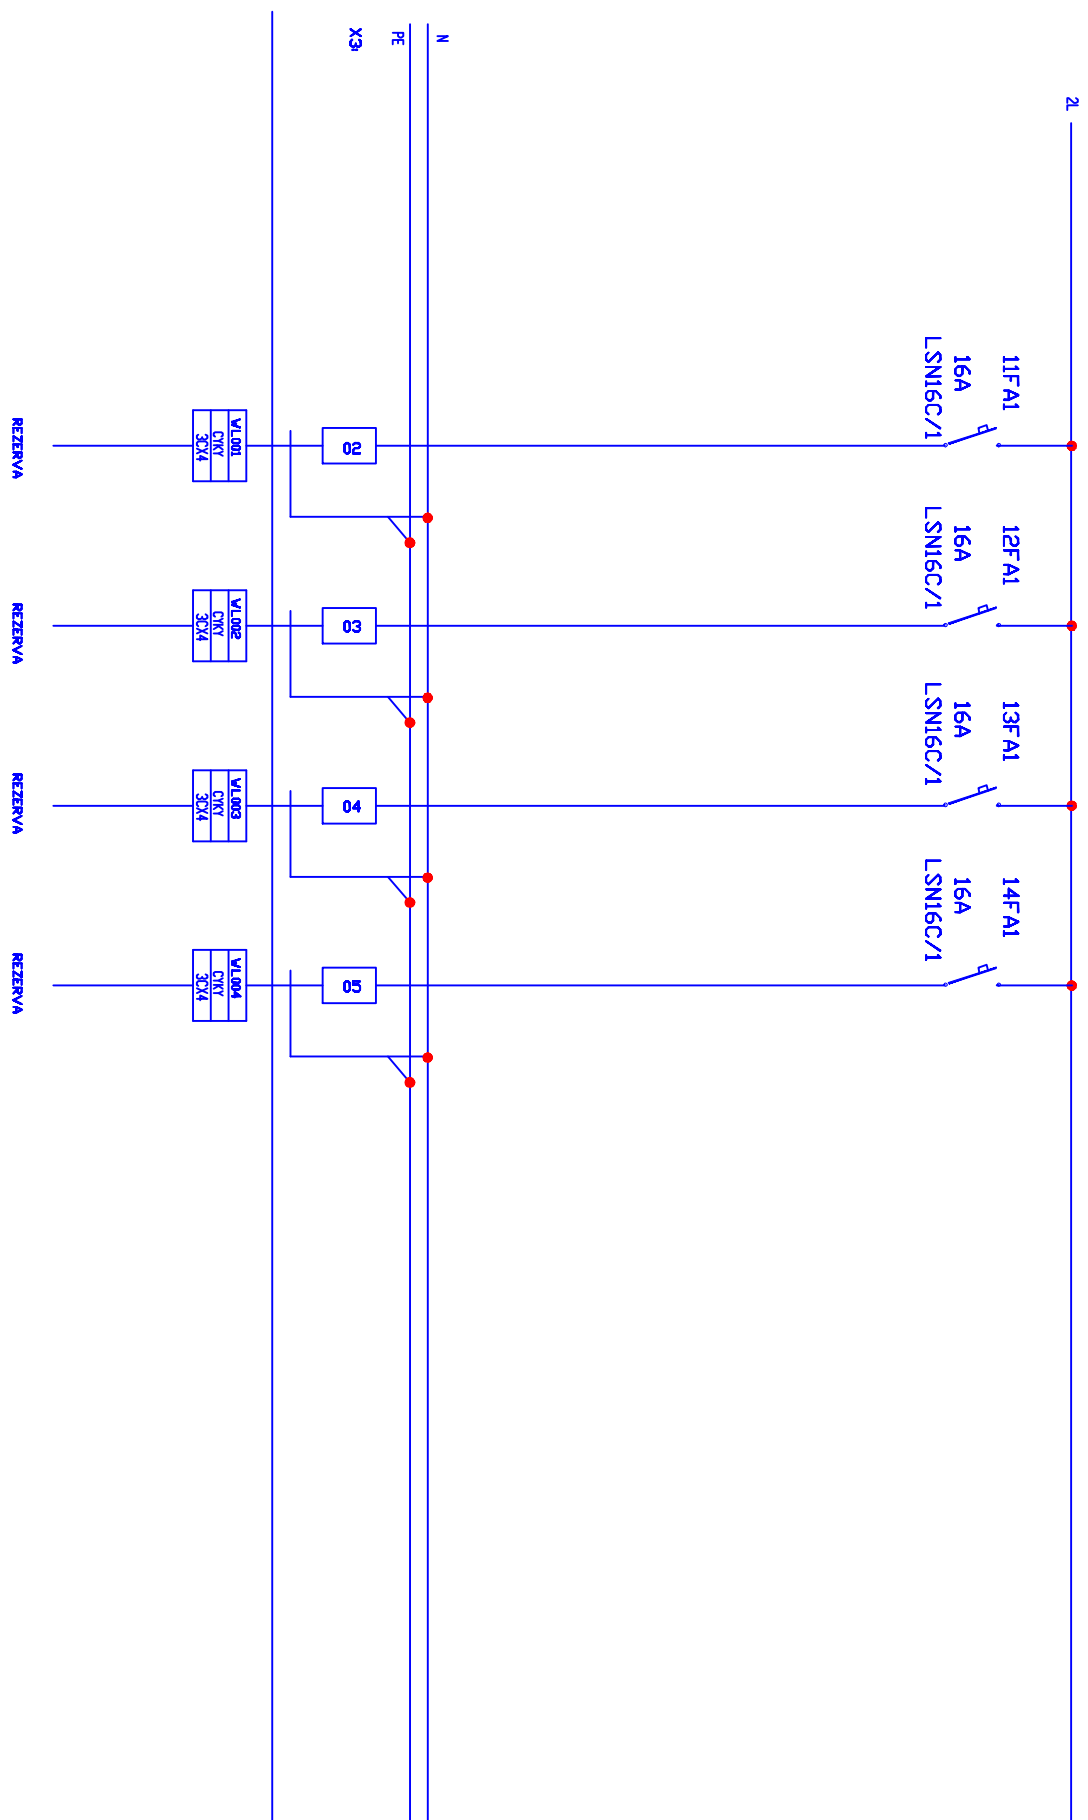 2L
11FA1
16A
LSN16C/1
12FA1
16A
LSN16C/1
13FA1
16A
LSN16C/1
14FA1
16A
LSN16C/1
N
PE
X3:
02
03
04
05
WL001
CYKY
3CX4
WL002
CYKY
3CX4
WL003
CYKY
3CX4
WL004
CYKY
3CX4
REZERVA
REZERVA
REZERVA
REZERVA